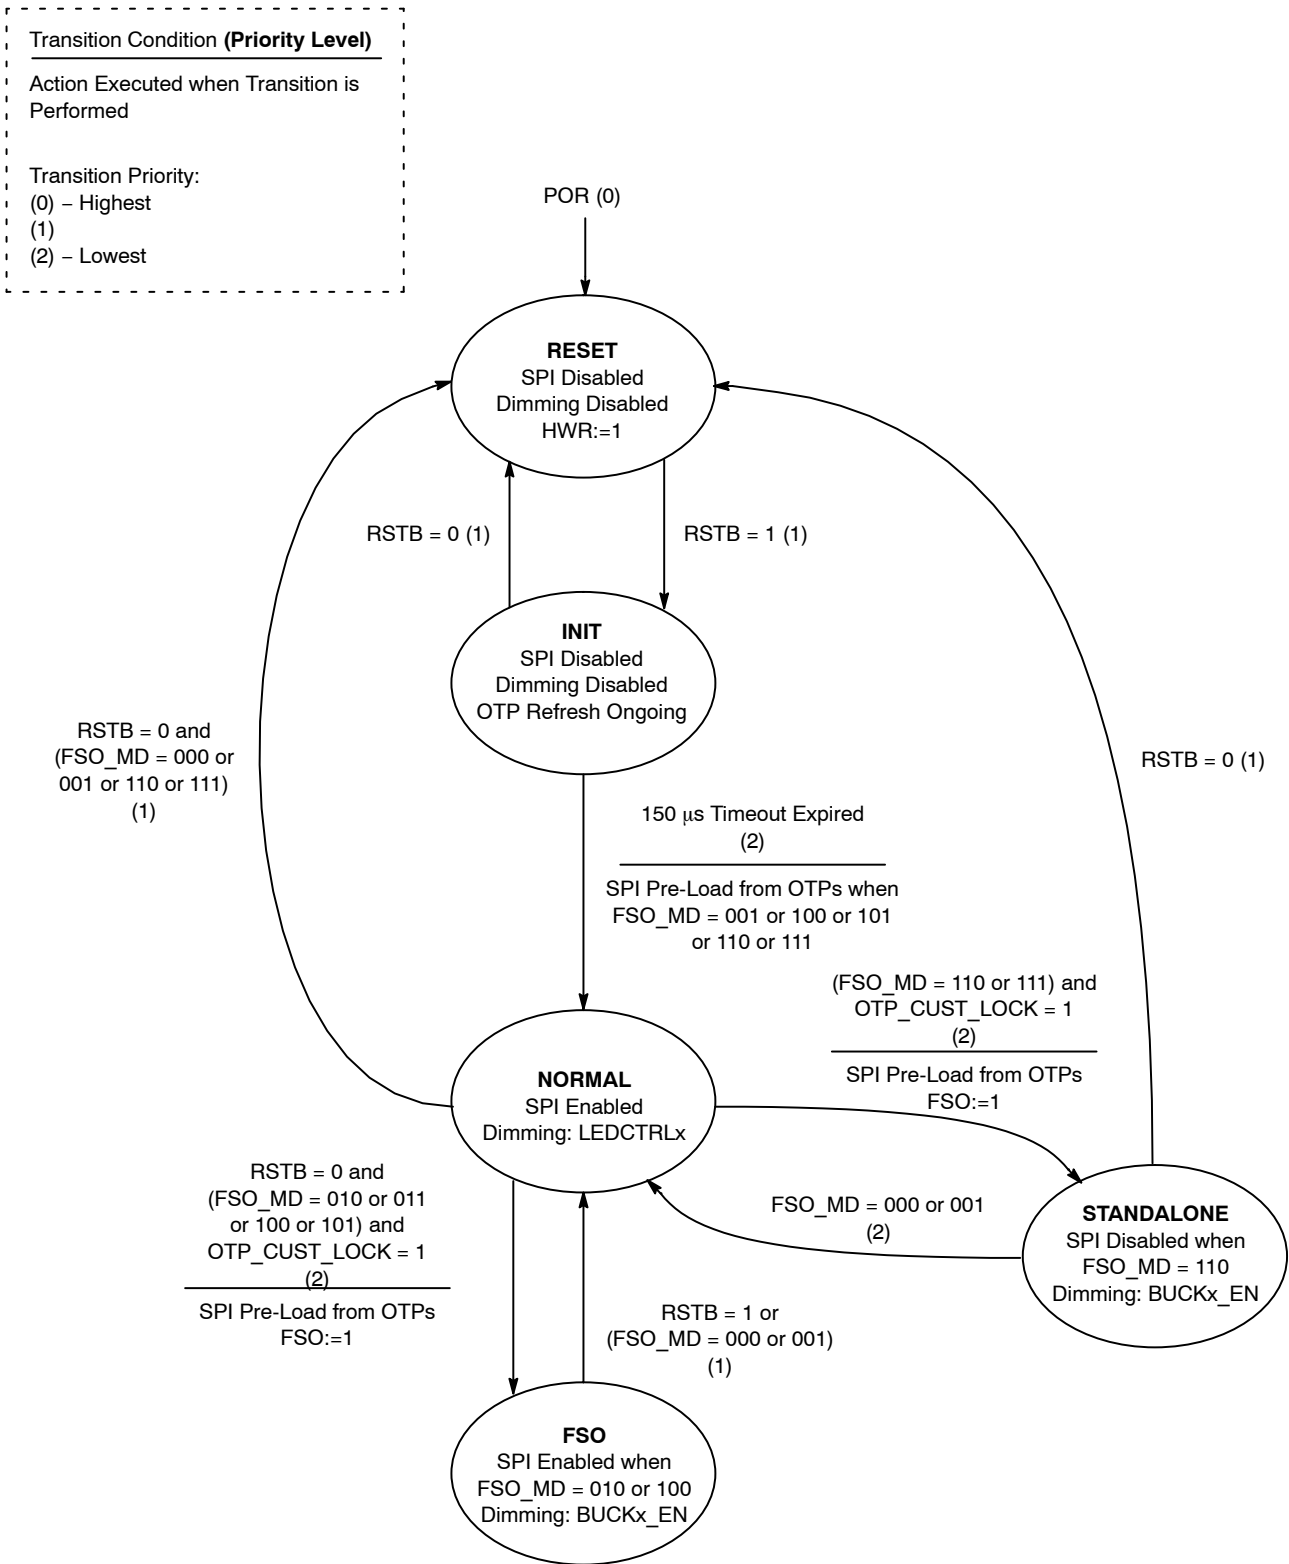 Transition Condition (Priority Level)
Action Executed when Transition is
Performed
Transition Priority:
(0) – Highest
(1)
(2) – Lowest
POR (0)
RESET
SPI Disabled
Dimming Disabled
HWR:=1
RSTB = 0 (1)
RSTB = 1 (1)
INIT
SPI Disabled
Dimming Disabled
OTP Refresh Ongoing
RSTB = 0 and
(FSO_MD = 000 or
001 or 110 or 111)
(1)
RSTB = 0 (1)
150 μs Timeout Expired
(2)
SPI Pre-Load from OTPs when
FSO_MD = 001 or 100 or 101
or 110 or 111
(FSO_MD = 110 or 111) and
OTP_CUST_LOCK = 1
(2)
SPI Pre-Load from OTPs
FSO:=1
NORMAL
SPI Enabled
Dimming: LEDCTRLx
RSTB = 0 and
(FSO_MD = 010 or 011
or 100 or 101) and
OTP_CUST_LOCK = 1
(2)
SPI Pre-Load from OTPs
FSO:=1
FSO_MD = 000 or 001
(2)
STANDALONE
SPI Disabled when
FSO_MD = 110
Dimming: BUCKx_EN
RSTB = 1 or
(FSO_MD = 000 or 001)
(1)
FSO
SPI Enabled when
FSO_MD = 010 or 100
Dimming: BUCKx_EN